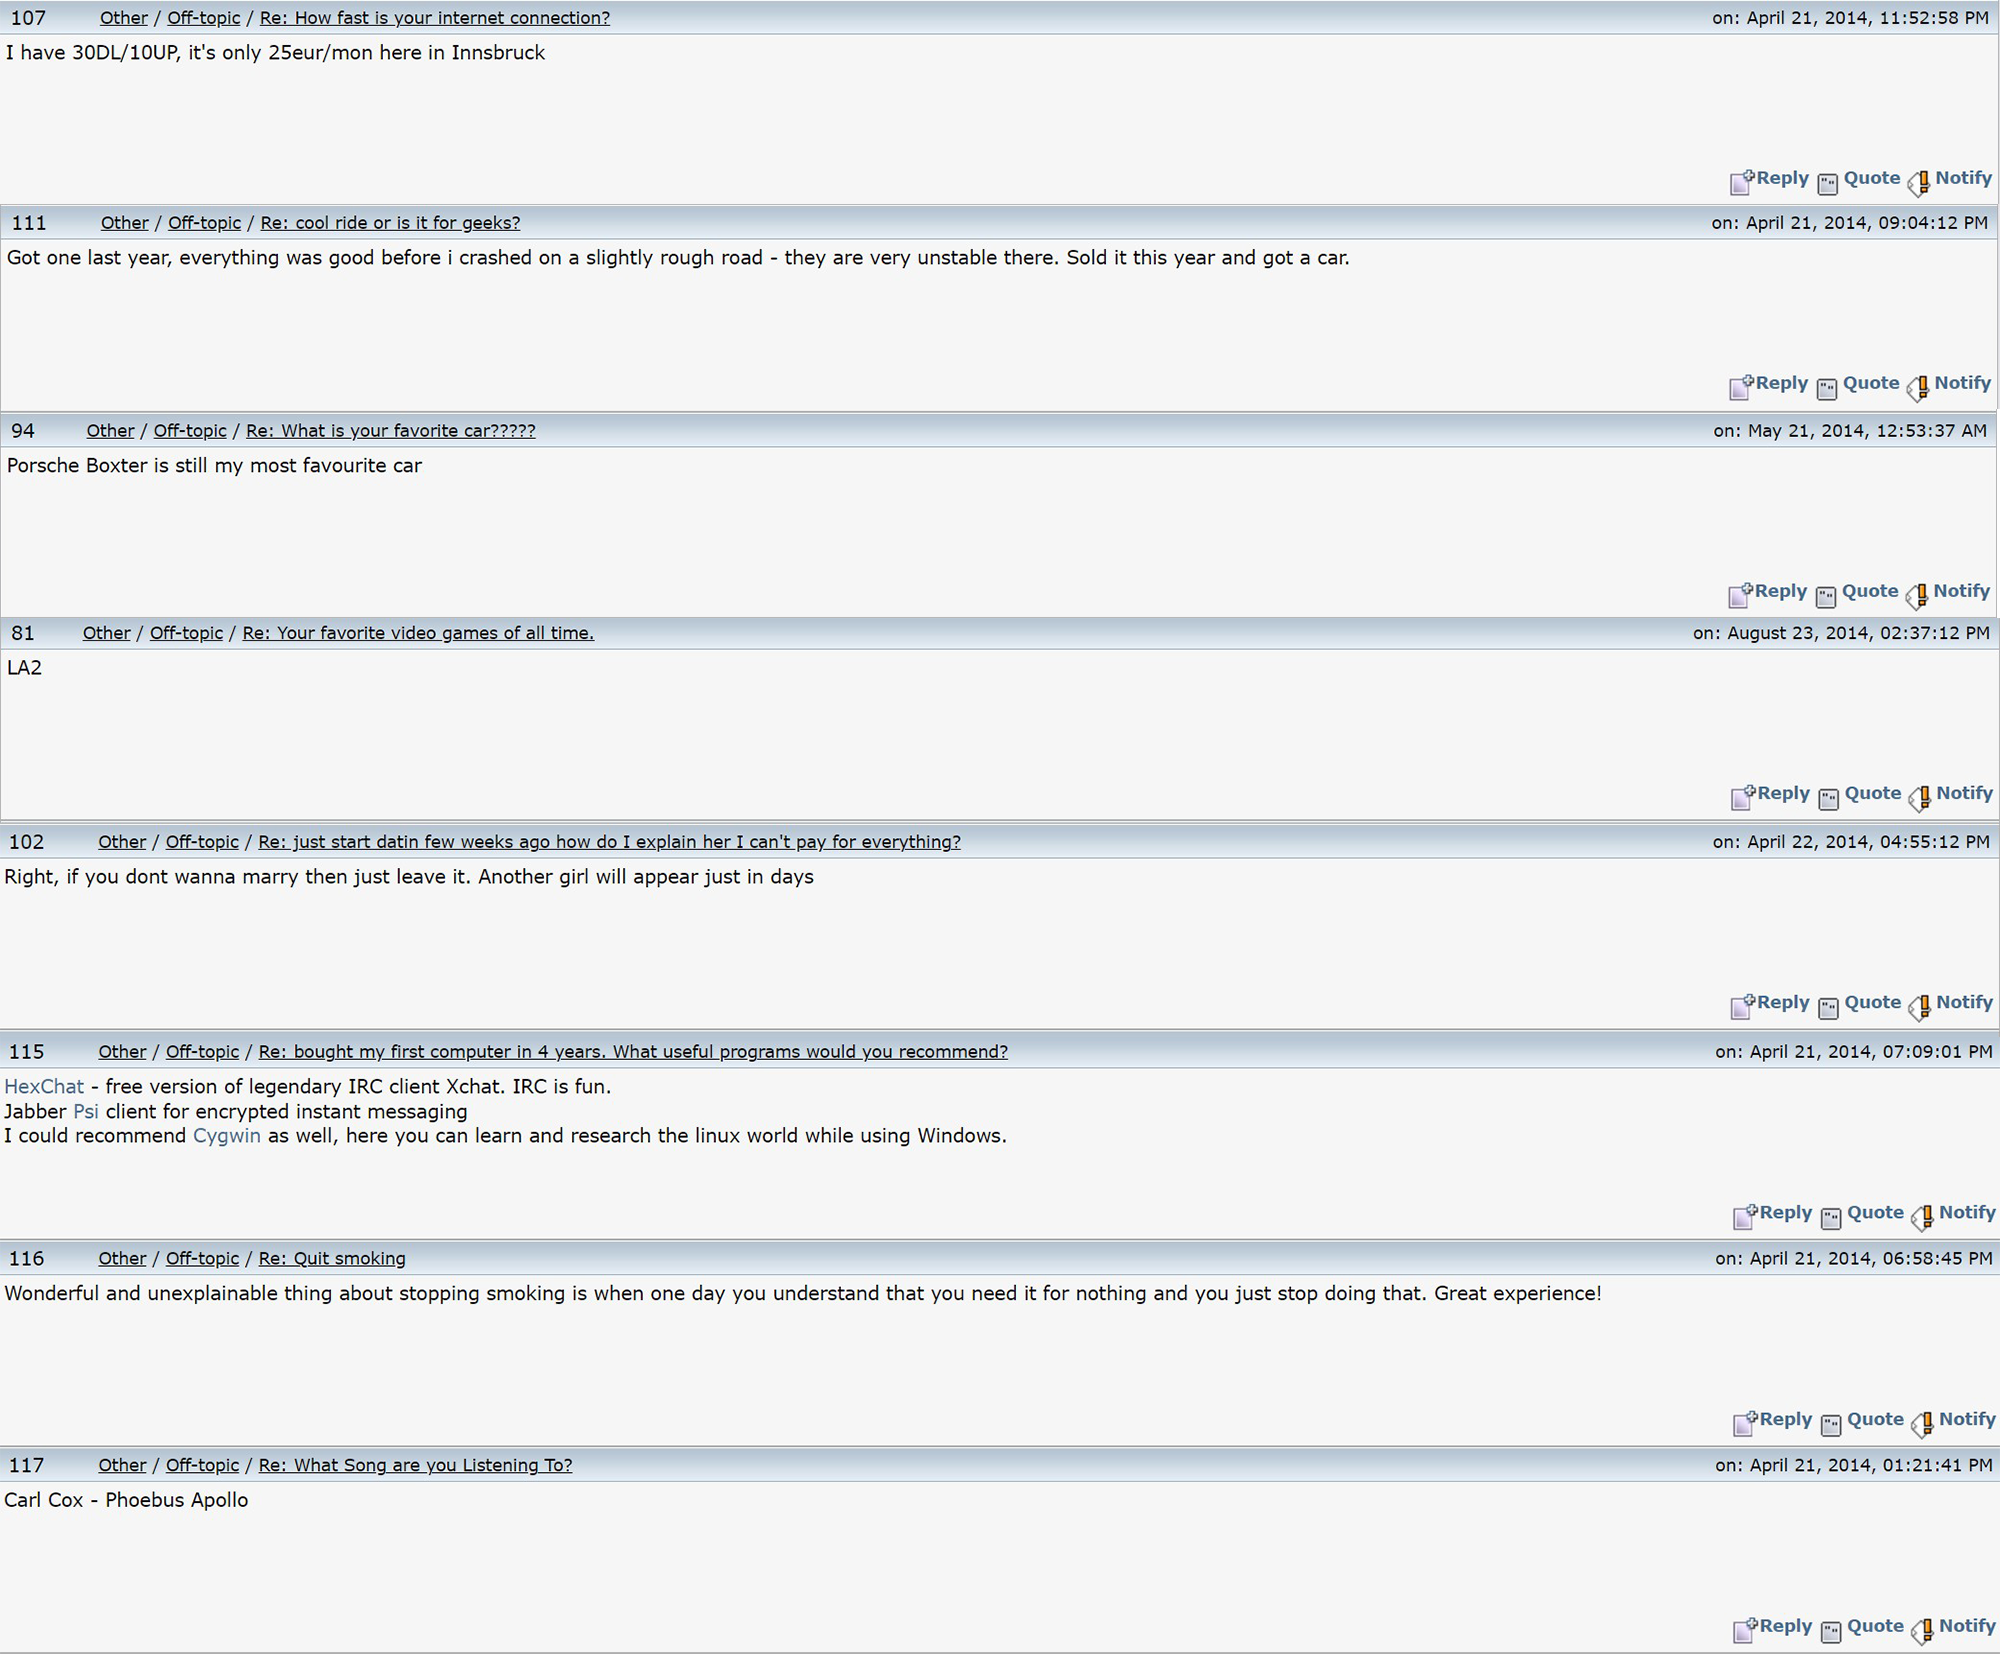 107 Other / Off-topic / Re: How fast is your internet connection? on: April 21, 2014, 11:52:58 PM
I have 30DL/10UP, it's only 25eur/mon here in Innsbruck
Reply Quote Notify
111 Other / Off-topic / Re: cool ride or is it for geeks? on: April 21, 2014, 09:04:12 PM
Got one last year, everything was good before i crashed on a slightly rough road - they are very unstable there. Sold it this year and got a car.
Reply Quote Notify
94 Other / Off-topic / Re: What is your favorite car????? on: May 21, 2014, 12:53:37 AM
Porsche Boxter is still my most favourite car
Reply Quote Notify
81 Other / Off-topic / Re: Your favorite video games of all time. on: August 23, 2014, 02:37:12 PM
LA2
Reply Quote Notify
102 Other / Off-topic / Re: just start datin few weeks ago how do I explain her I can't pay for everything? on: April 22, 2014, 04:55:12 PM
Right, if you dont wanna marry then just leave it. Another girl will appear just in days
Reply Quote Notify
115 Other / Off-topic / Re: bought my first computer in 4 years. What useful programs would you recommend? on: April 21, 2014, 07:09:01 PM
HexChat - free version of legendary IRC client Xchat. IRC is fun.
Jabber Psi client for encrypted instant messaging
I could recommend Cygwin as well, here you can learn and research the linux world while using Windows.
Reply Quote Notify
116 Other / Off-topic / Re: Quit smoking on: April 21, 2014, 06:58:45 PM
Wonderful and unexplainable thing about stopping smoking is when one day you understand that you need it for nothing and you just stop doing that. Great experience!
Reply Quote Notify
117 Other / Off-topic / Re: What Song are you Listening To? on: April 21, 2014, 01:21:41 PM
Carl Cox - Phoebus Apollo
Reply Quote Notify